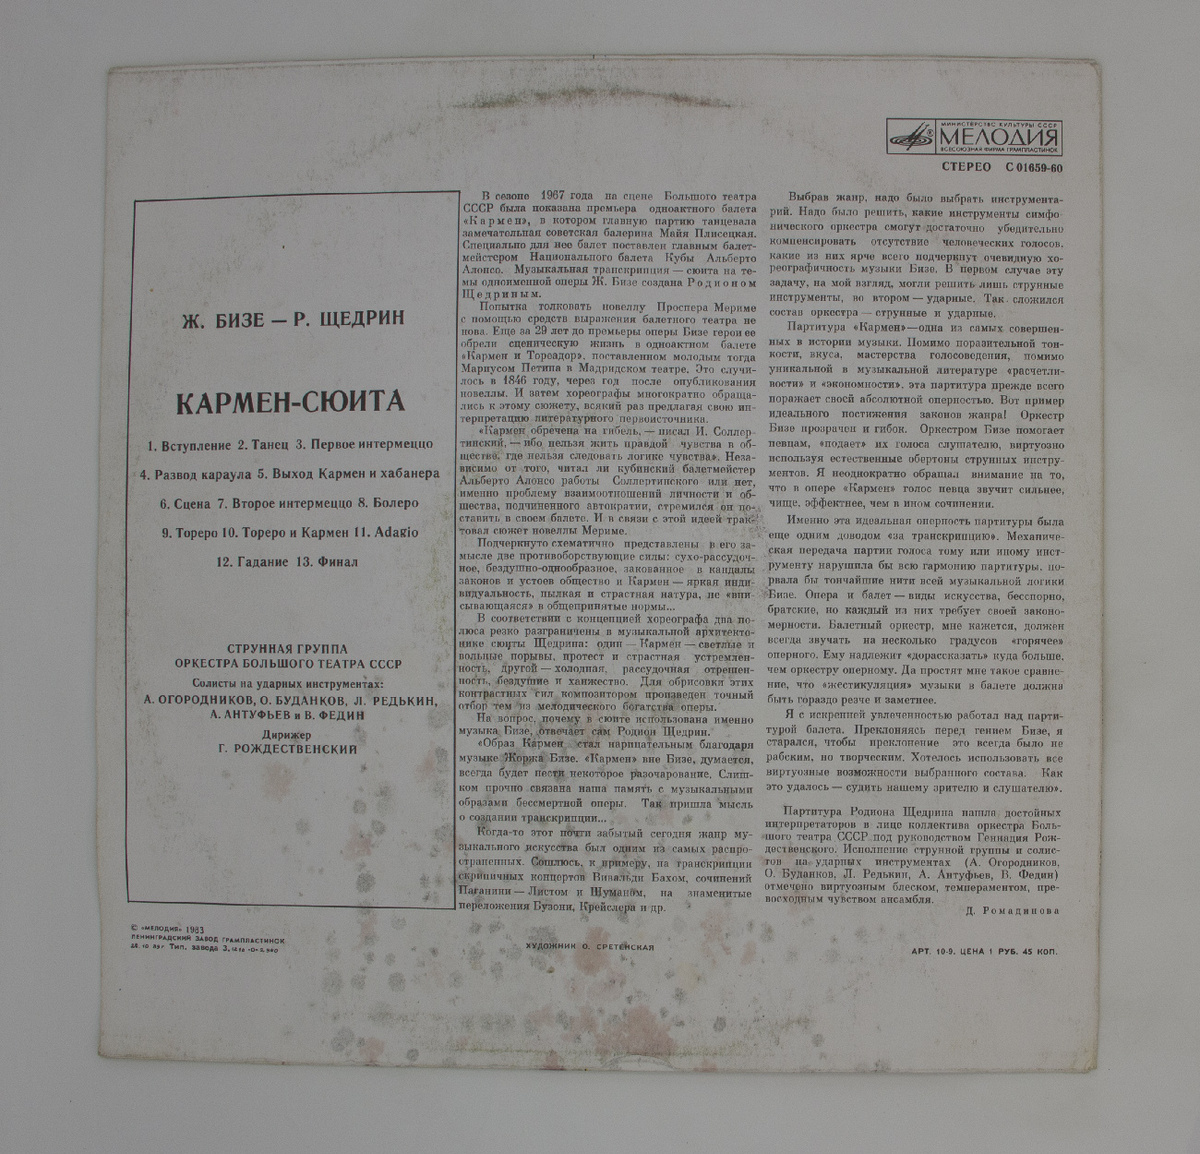 МИНИСТЕРСТВО КУЛЬТУРЫ СССР
МЕЛОДИЯ
ВСЕСОЮЗНАЯ ФИРМА ГРАМПЛАСТИНОК
СТЕРЕО С 01659-60
Ж. БИЗЕ — Р. ЩЕДРИН
КАРМЕН-СЮИТА
1. Вступление 2. Танец 3. Первое интермеццо
4. Развод караула 5. Выход Кармен и хабанера
6. Сцена 7. Второе интермеццо 8. Болеро
9. Тореро 10. Тореро и Кармен 11. Adagio
12. Гадание 13. Финал
СТРУННАЯ ГРУППА
ОРКЕСТРА БОЛЬШОГО ТЕАТРА СССР
Солисты на ударных инструментах:
А. ОГОРОДНИКОВ, О. БУДАНКОВ, Л. РЕДЬКИН,
А. АНТУФЬЕВ и В. ФЕДИН
Дирижер
Г. РОЖДЕСТВЕНСКИЙ
В сезоне 1967 года на сцене Большого театра
СССР была показана премьера одноактного балета
«Кармен», в котором главную партию танцевала
замечательная советская балерина Майя Плисецкая.
Специально для нее балет поставлен главным балет-
мейстером Национального балета Кубы Альберто
Алонсо. Музыкальная транскрипция — сюита на те-
мы одноименной оперы Ж. Бизе создана Родионом
Щедриным.
Попытка толковать новеллу Проспера Мериме
с помощью средств выражения балетного театра не
нова. Еще за 29 лет до премьеры оперы Бизе герои ее
обрели сценическую жизнь в одноактном балете
«Кармен и Тореадор», поставленном молодым тогда
Мариусом Петипа в Мадридском театре. Это случи-
лось в 1846 году, через год после опубликования
новеллы. И затем хореографы многократно обраща-
лись к этому сюжету, всякий раз предлагая свою ин-
терпретацию литературного первоисточника.
«Кармен обречена на гибель, — писал И. Соллер-
тинский, — ибо нельзя жить правдой чувства в об-
ществе, где нельзя следовать логике чувства». Неза-
висимо от того, читал ли кубинский балетмейстер
Альберто Алонсо работы Соллертинского или нет,
именно проблему взаимоотношений личности и об-
щества, подчиненного автократии, стремился он по-
ставить в своем балете. И в связи с этой идеей трак-
товал сюжет новеллы Мериме.
Подчеркнуто схематично представлены в его за-
мысле две противоборствующие силы: сухо-рассудоч-
ное, бездушно-однообразное, закованное в кандалы
законов и устоев общество и Кармен — яркая инди-
видуальность, пылкая и страстная натура, не «впи-
сывающаяся» в общепринятые нормы...
В соответствии с концепцией хореографа два по-
люса резко разграничены в музыкальной архитекто-
нике сюиты Щедрина: один — Кармен — светлые и
вольные порывы, протест и страстная устремлен-
ность, другой — холодная, рассудочная отрешен-
ность, бездушие и ханжество. Для обрисовки этих
контрастных сил композитором произведен точный
отбор тем из мелодического богатства оперы.
На вопрос, почему в сюите использована именно
музыка Бизе, отвечает сам Родион Щедрин.
«Образ Кармен стал нарицательным благодаря
музыке Жоржа Бизе. «Кармен» вне Бизе, думается,
всегда будет нести некоторое разочарование. Слиш-
ком прочно связана наша память с музыкальными
образами бессмертной оперы. Так пришла мысль
о создании транскрипции...
Когда-то этот почти забытый сегодня жанр му-
зыкального искусства был одним из самых распро-
страненных. Сошлюсь, к примеру, на транскрипции
скрипичных концертов Вивальди Бахом, сочинений
Паганини — Листом и Шуманом, на знаменитые
переложения Бузони, Крейслера и др.
Выбрав жанр, надо было выбрать инструмента-
рий. Надо было решить, какие инструменты симфо-
нического оркестра смогут достаточно убедительно
компенсировать отсутствие человеческих голосов,
какие из них ярче всего подчеркнут очевидную хо-
реографичность музыки Бизе. В первом случае эту
задачу, на мой взгляд, могли решить лишь струнные
инструменты, во втором — ударные. Так сложился
состав оркестра — струнные и ударные.
Партитура «Кармен»—одна из самых совершен-
ных в истории музыки. Помимо поразительной тон-
кости, вкуса, мастерства голосоведения, помимо
уникальной в музыкальной литературе «расчетли-
вости» и «экономности», эта партитура прежде всего
поражает своей абсолютной оперностью. Вот пример
идеального постижения законов жанра! Оркестр
Бизе прозрачен и гибок. Оркестром Бизе помогает
певцам, «подает» их голоса слушателю, виртуозно
используя естественные обертоны струнных инстру-
ментов. Я неоднократно обращал внимание на то,
что в опере «Кармен» голос певца звучит сильнее,
чище, эффектнее, чем в ином сочинении.
Именно эта идеальная оперность партитуры была
еще одним доводом «за транскрипцию». Механиче-
ская передача партии голоса тому или иному инст-
рументу нарушила бы всю гармонию партитуры, по-
рвала бы тончайшие нити всей музыкальной логики
Бизе. Опера и балет — виды искусства, бесспорно,
братские, но каждый из них требует своей законо-
мерности. Балетный оркестр, мне кажется, должен
всегда звучать на несколько градусов «горячее»
оперного. Ему надлежит «дорассказать» куда больше,
чем оркестру оперному. Да простят мне такое сравне-
ние, что «жестикуляция» музыки в балете должна
быть гораздо резче и заметнее.
Я с искренней увлеченностью работал над парти-
турой балета. Преклоняясь перед гением Бизе, я
старался, чтобы преклонение это всегда было не
рабским, но творческим. Хотелось использовать все
виртуозные возможности выбранного состава. Как
это удалось — судить нашему зрителю и слушателю».
Партитура Родиона Щедрина нашла достойных
интерпретаторов в лице коллектива оркестра Боль-
шого театра СССР под руководством Геннадия Рож-
дественского. Исполнение струнной группы и солис-
тов на ударных инструментах (А. Огородников,
О. Буданков, Л. Редькин, А. Антуфьев, В. Федин)
отмечено виртуозным блеском, темпераментом, пре-
восходным чувством ансамбля.
Д. Ромадинова
© «МЕЛОДИЯ» 1983
ЛЕНИНГРАДСКИЙ ЗАВОД ГРАМПЛАСТИНОК
Тип. завода
ХУДОЖНИК О. СРЕТЕНСКАЯ
АРТ. 10-9. ЦЕНА 1 РУБ. 45 КОП.